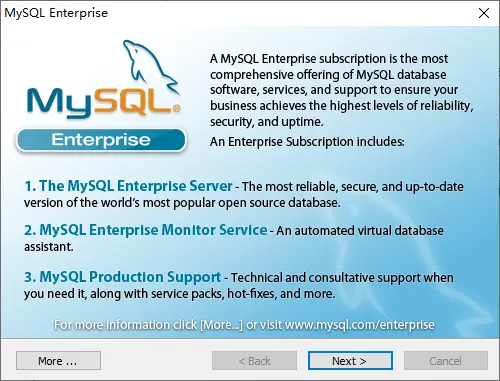 MySQL Enterprise
MySQL®
Enterprise
A MySQL Enterprise subscription is the most
comprehensive offering of MySQL database
software, services, and support to ensure your
business achieves the highest levels of reliability,
security, and uptime.
An Enterprise Subscription includes:
1. The MySQL Enterprise Server - The most reliable, secure, and up-to-date
version of the world's most popular open source database.
2. MySQL Enterprise Monitor Service - An automated virtual database
assistant.
3. MySQL Production Support - Technical and consultative support when
you need it, along with service packs, hot-fixes, and more.
For more information click [More...] or visit www.mysql.com/enterprise
More ...
< Back
Next >
Cancel